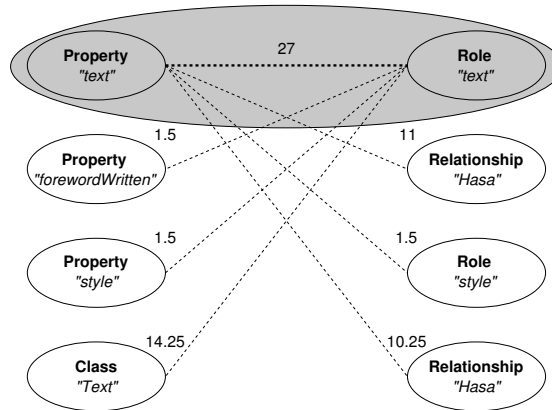 27
Property Role
"text" "text"
1.5 11
Property Relationship
"forewordWritten" "Hasa"
1.5 1.5
Property Role
"style" "style"
14.25 10.25
Class Relationship
"Text" "Hasa"